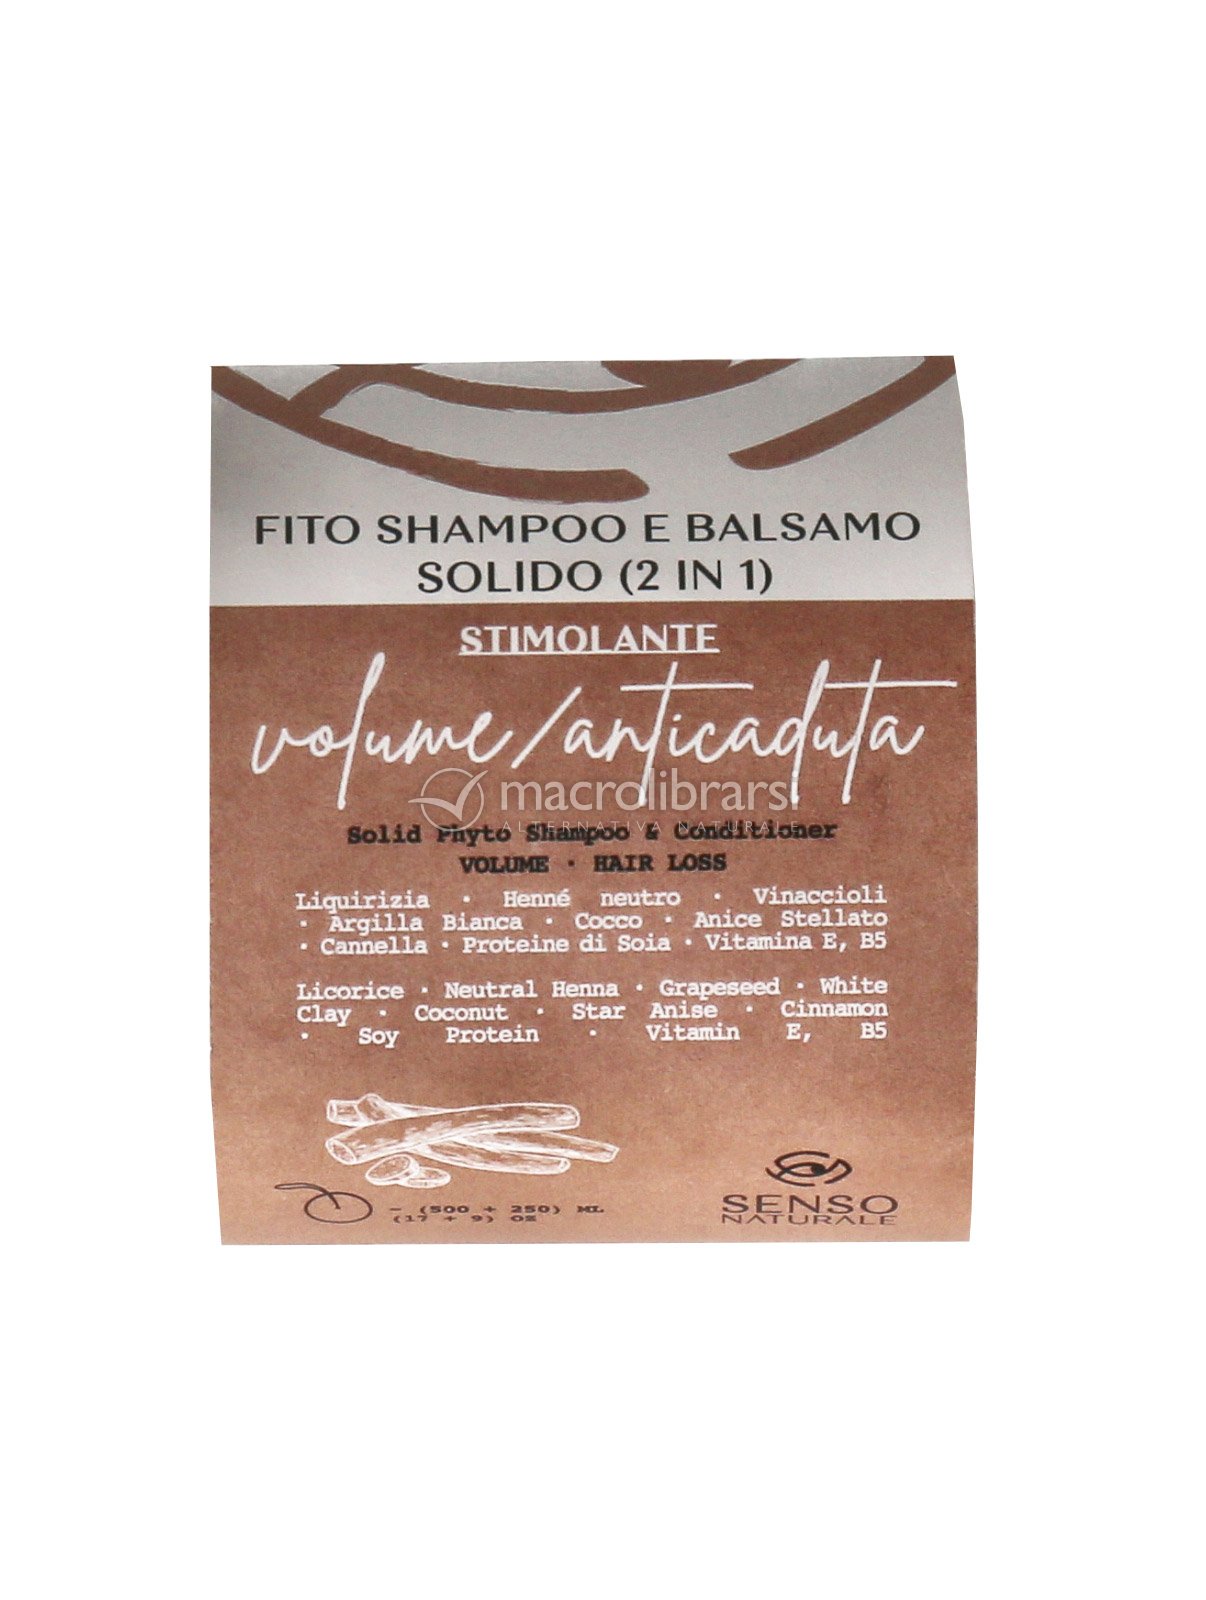 FITO SHAMPOO E BALSAMO
SOLIDO (2 IN 1)
STIMOLANTE
volume/anticaduta
macrolibrarsi
ALTERNATIVA NATURALE
Solid Phyto Shampoo & Conditioner
VOLUME · HAIR LOSS
Liquirizia · Henné neutro · Vinaccioli
· Argilla Bianca · Cocco · Anice Stellato
· Cannella · Proteine di Soia · Vitamina E, B5
Licorice · Neutral Henna · Grapeseed · White
Clay · Coconut · Star Anise · Cinnamon
· Soy Protein · Vitamin E, B5
~ (500 + 250) ML
(17 + 9) OZ
SENSO
NATURALE